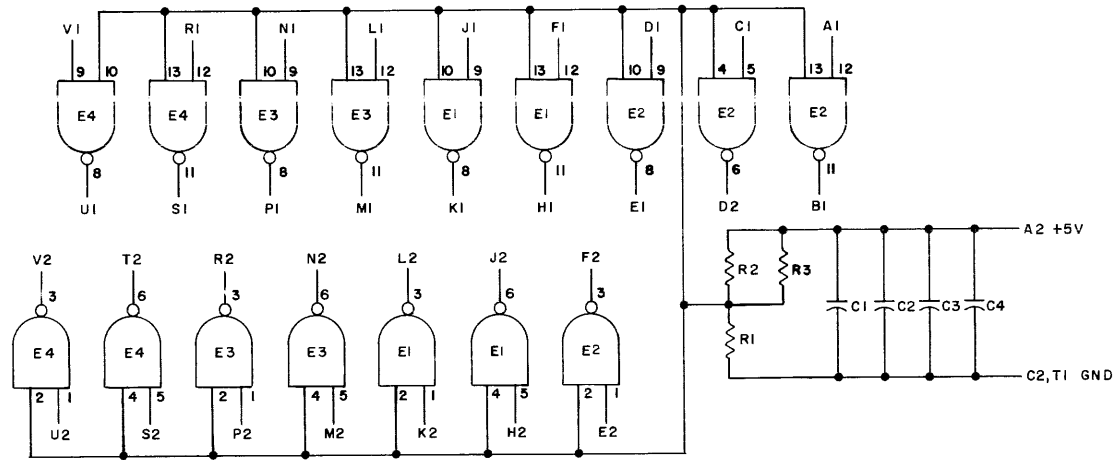 V1 R1 N1 L1 J1 F1 D1 C1 A1
9 10 13 12 10 9 13 12 10 9 13 12 10 9 4 5 13 12
E4 E4 E3 E3 E1 E1 E2 E2 E2
8 11 8 11 8 11 8 6 11
U1 S1 P1 M1 K1 H1 E1 D2 B1
A2 +5V
V2 T2 R2 N2 L2 J2 F2
R2 R3
3 6 3 6 3 6 3
C1 C2 C3 C4
E4 E4 E3 E3 E1 E1 E2
R1
C2,T1 GND
2 1 4 5 2 1 4 5 2 1 4 5 2 1
U2 S2 P2 M2 K2 H2 E2